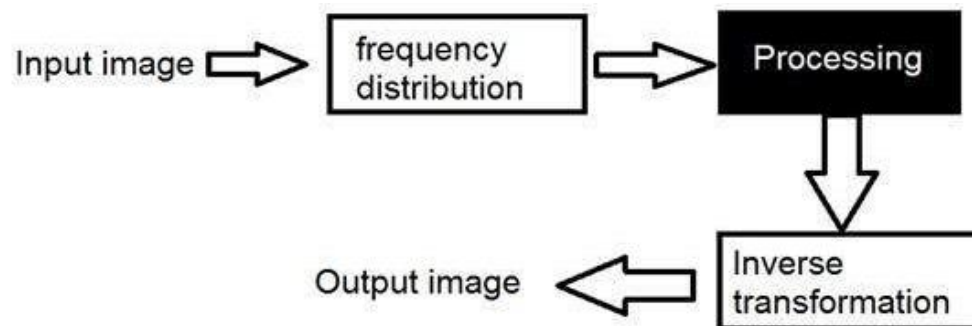 Input image
frequency
distribution
Processing
Inverse
transformation
Output image